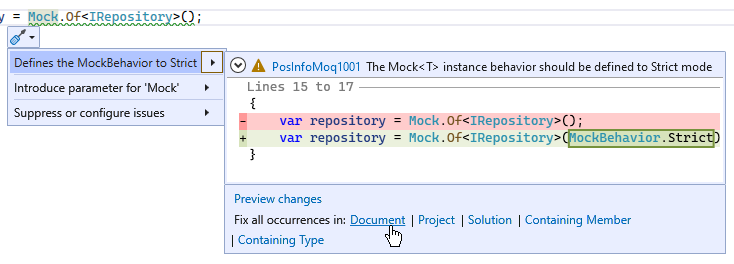 y = Mock.Of<IRepository>();
Defines the MockBehavior to Strict
Introduce parameter for 'Mock'
Suppress or configure issues
PosInfoMoq1001 The Mock<T> instance behavior should be defined to Strict mode
Lines 15 to 17
{
- var repository = Mock.Of<IRepository>();
+ var repository = Mock.Of<IRepository>(MockBehavior.Strict)
}
Preview changes
Fix all occurrences in: Document | Project | Solution | Containing Member
| Containing Type